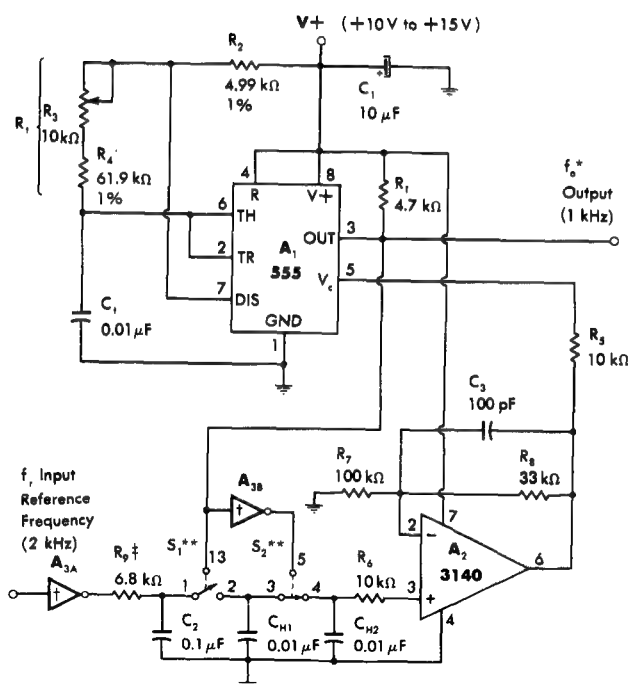 V+ (+10V to +15V)
R2
4.99 kΩ
1%
C1
10 µF
R1
R3
10kΩ
R4
61.9 kΩ
1%
4
8
R
V+
6
TH
Rt
4.7 kΩ
fo*
Output
(1 kHz)
OUT
3
2
TR
A1
555
Vc
5
7
DIS
GND
1
Ct
0.01 µF
R5
10 kΩ
C3
100 pF
R7
100 kΩ
R8
33 kΩ
fr Input
Reference
Frequency
(2 kHz)
A3A
†
R9‡
6.8 kΩ
A3B
†
S1**
13
S2**
5
1
2
3
4
R6
10 kΩ
2
−
7
A2
3140
6
3
+
4
C2
0.1 µF
CH1
0.01 µF
CH2
0.01 µF